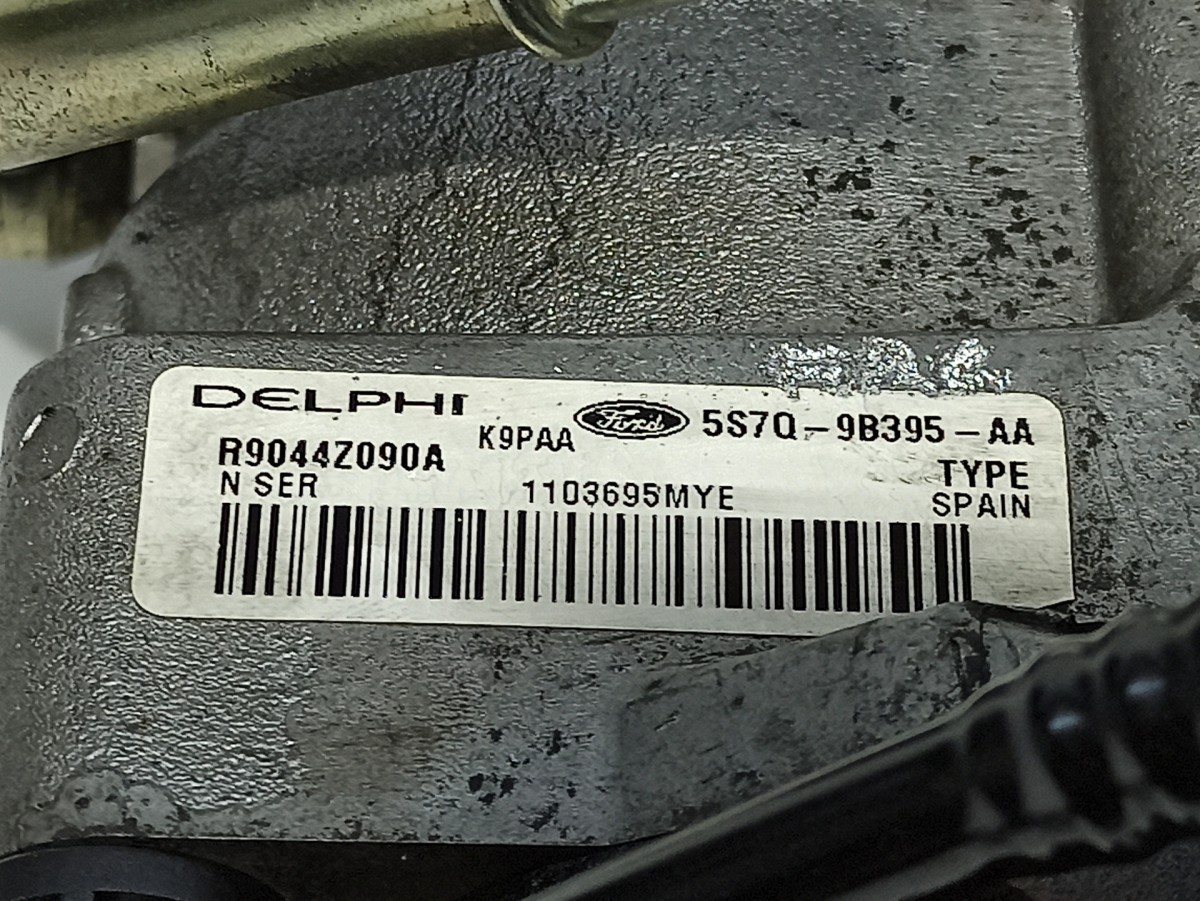 DELPHI
K9PAA Ford 5S7Q-9B395-AA
R9044Z090A TYPE
N SER 1103695MYE SPAIN